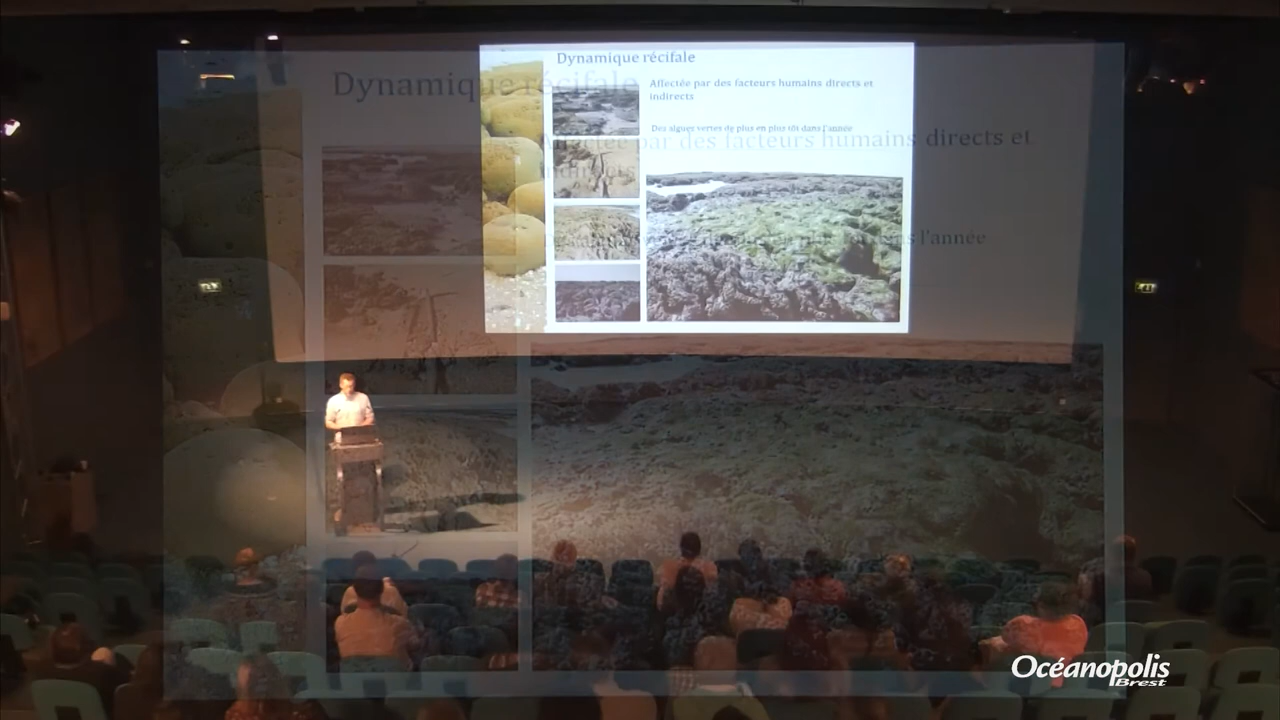 Dynamique récifale
Affectée par des facteurs humains directs et
indirects
Des algues vertes de plus en plus tôt dans l'année
Océanopolis
Brest